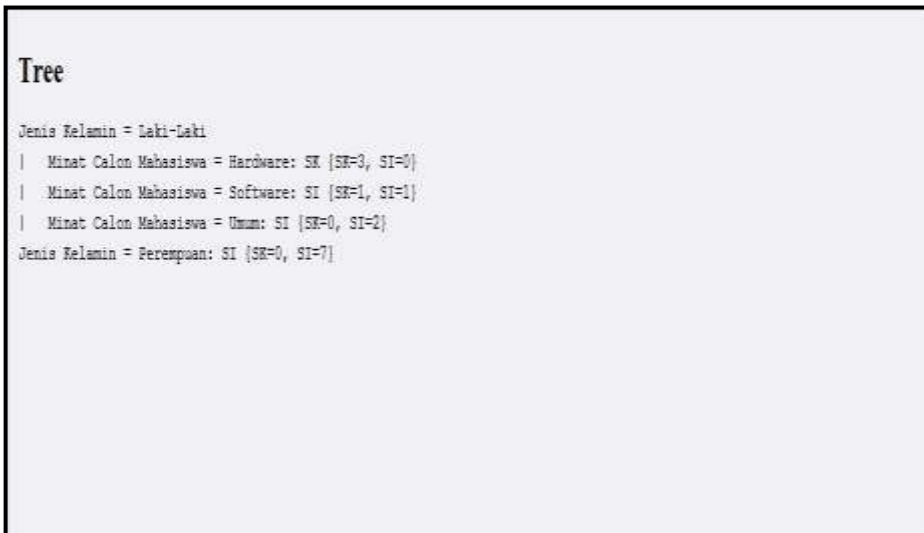 Tree
Jenis Kelamin = Laki-Laki
|   Minat Calon Mahasiswa = Hardware: SK {SK=3, SI=0}
|   Minat Calon Mahasiswa = Software: SI {SK=1, SI=1}
|   Minat Calon Mahasiswa = Umum: SI {SK=0, SI=2}
Jenis Kelamin = Perempuan: SI {SK=0, SI=7}